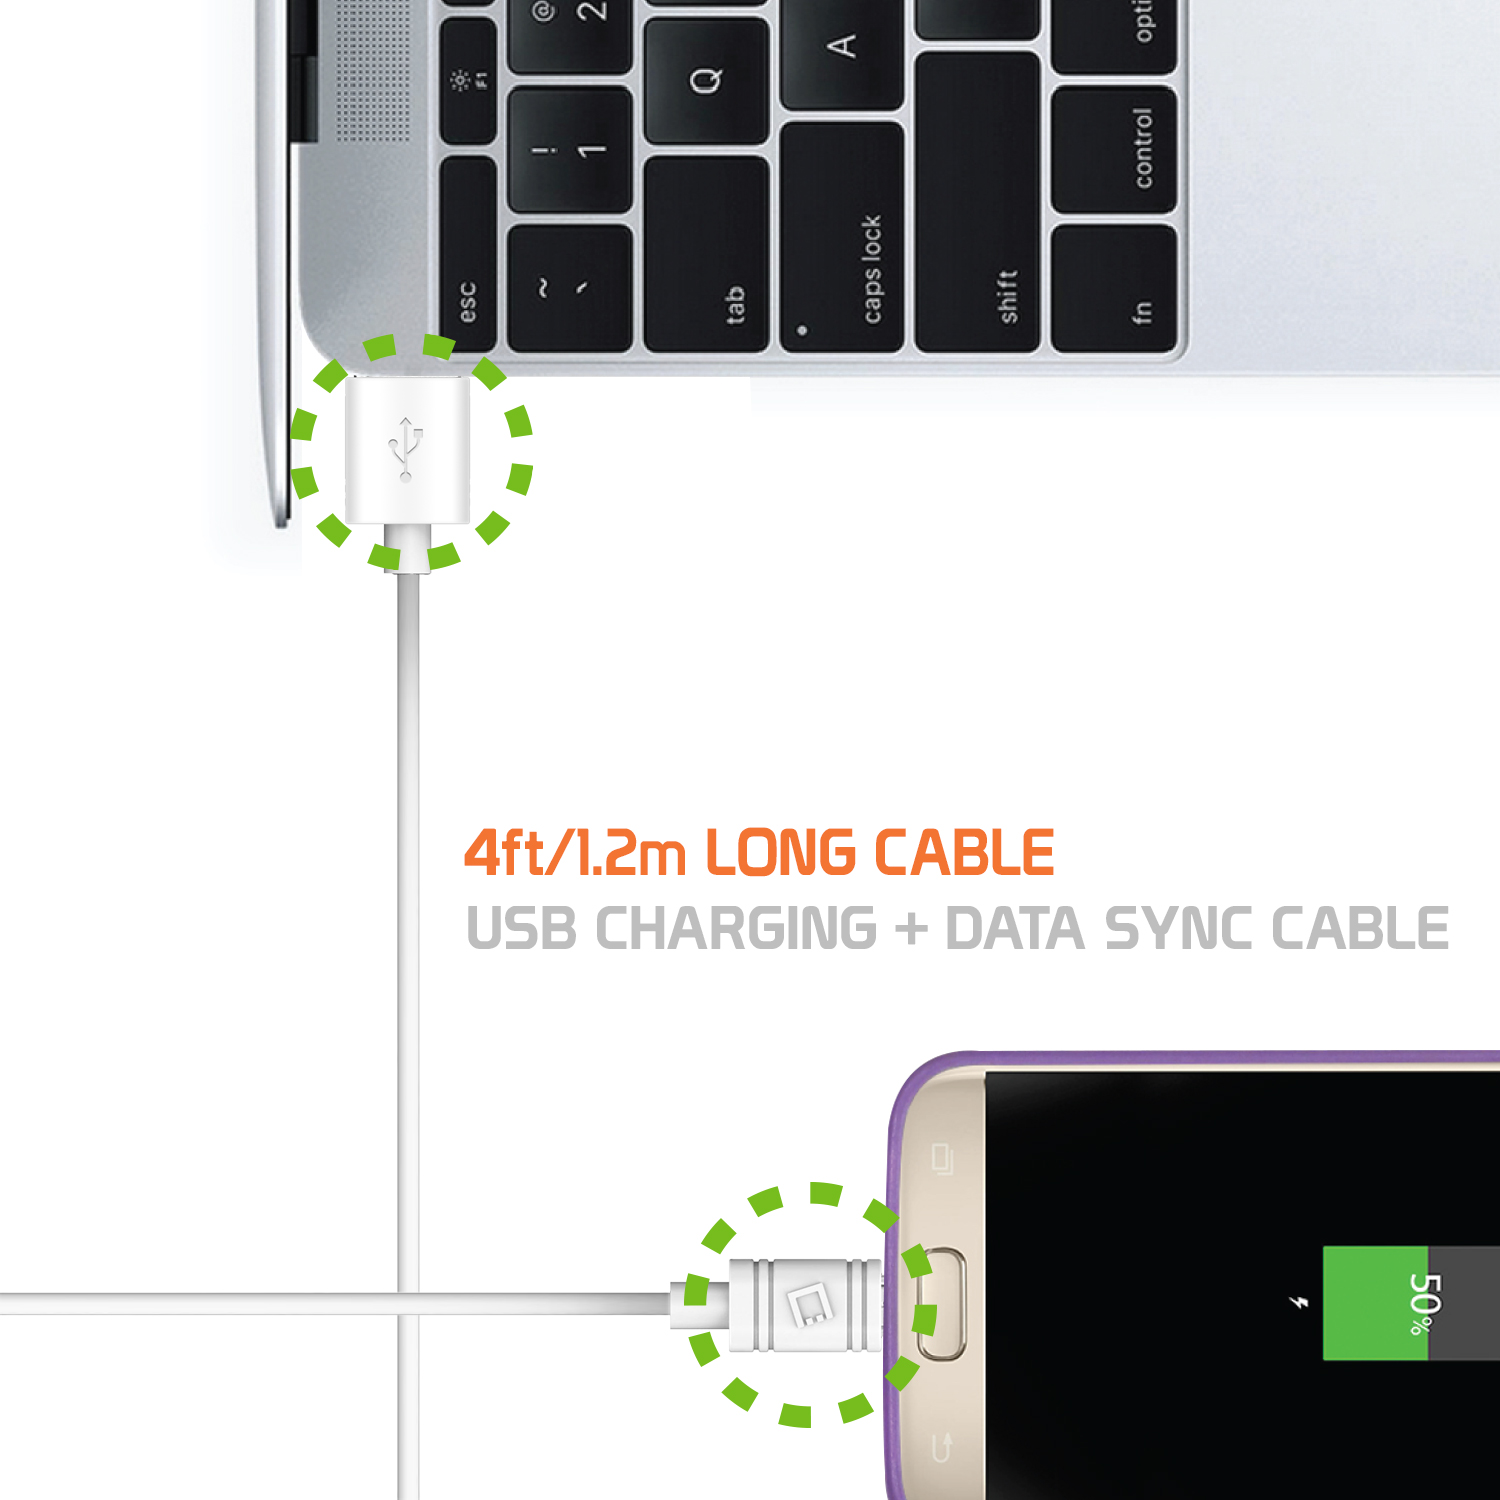 @
2
F1
!
1
Q
A
opti
esc
~
`
tab
caps lock
shift
control
fn
4ft/1.2m LONG CABLE
USB CHARGING + DATA SYNC CABLE
50%